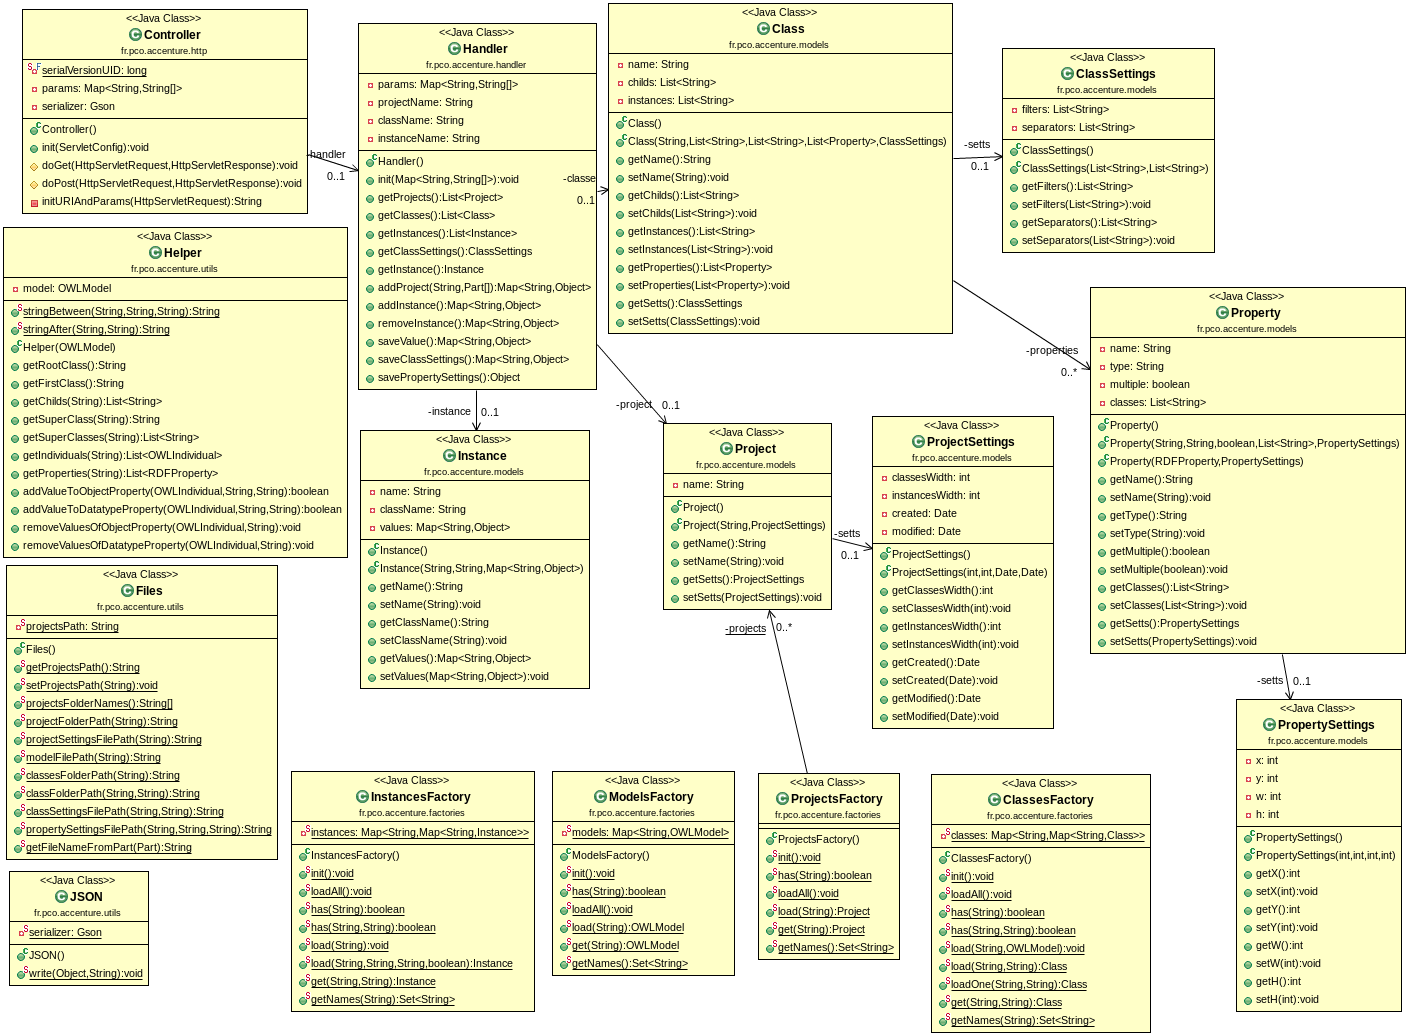 <<Java Class>>
Controller
fr.pco.accenture.http
serialVersionUID: long
params: Map<String,String[]>
serializer: Gson
Controller()
init(ServletConfig):void
doGet(HttpServletRequest,HttpServletResponse):void
doPost(HttpServletRequest,HttpServletResponse):void
initURIAndParams(HttpServletRequest):String
-handler
0..1
<<Java Class>>
Handler
fr.pco.accenture.handler
params: Map<String,String[]>
projectName: String
className: String
instanceName: String
Handler()
init(Map<String,String[]>):void
getProjects():List<Project>
getClasses():List<Class>
getInstances():List<Instance>
getClassSettings():ClassSettings
getInstance():Instance
addProject(String,Part[]):Map<String,Object>
addInstance():Map<String,Object>
removeInstance():Map<String,Object>
saveValue():Map<String,Object>
saveClassSettings():Map<String,Object>
savePropertySettings():Object
-classe
0..1
<<Java Class>>
Class
fr.pco.accenture.models
name: String
childs: List<String>
instances: List<String>
Class()
Class(String,List<String>,List<String>,List<Property>,ClassSettings)
getName():String
setName(String):void
getChilds():List<String>
setChilds(List<String>):void
getInstances():List<String>
setInstances(List<String>):void
getProperties():List<Property>
setProperties(List<Property>):void
getSetts():ClassSettings
setSetts(ClassSettings):void
-setts
0..1
<<Java Class>>
ClassSettings
fr.pco.accenture.models
filters: List<String>
separators: List<String>
ClassSettings()
ClassSettings(List<String>,List<String>)
getFilters():List<String>
setFilters(List<String>):void
getSeparators():List<String>
setSeparators(List<String>):void
<<Java Class>>
Helper
fr.pco.accenture.utils
model: OWLModel
stringBetween(String,String,String):String
stringAfter(String,String):String
Helper(OWLModel)
getRootClass():String
getFirstClass():String
getChilds(String):List<String>
getSuperClass(String):String
getSuperClasses(String):List<String>
getIndividuals(String):List<OWLIndividual>
getProperties(String):List<RDFProperty>
addValueToObjectProperty(OWLIndividual,String,String):boolean
addValueToDatatypeProperty(OWLIndividual,String,String):boolean
removeValuesOfObjectProperty(OWLIndividual,String):void
removeValuesOfDatatypeProperty(OWLIndividual,String):void
-properties
0..*
<<Java Class>>
Property
fr.pco.accenture.models
name: String
type: String
multiple: boolean
classes: List<String>
Property()
Property(String,String,boolean,List<String>,PropertySettings)
Property(RDFProperty,PropertySettings)
getName():String
setName(String):void
getType():String
setType(String):void
getMultiple():boolean
setMultiple(boolean):void
getClasses():List<String>
setClasses(List<String>):void
getSetts():PropertySettings
setSetts(PropertySettings):void
-instance
0..1
-project
0..1
<<Java Class>>
Instance
fr.pco.accenture.models
name: String
className: String
values: Map<String,Object>
Instance()
Instance(String,String,Map<String,Object>)
getName():String
setName(String):void
getClassName():String
setClassName(String):void
getValues():Map<String,Object>
setValues(Map<String,Object>):void
<<Java Class>>
Project
fr.pco.accenture.models
name: String
Project()
Project(String,ProjectSettings)
getName():String
setName(String):void
getSetts():ProjectSettings
setSetts(ProjectSettings):void
-setts
0..1
<<Java Class>>
ProjectSettings
fr.pco.accenture.models
classesWidth: int
instancesWidth: int
created: Date
modified: Date
ProjectSettings()
ProjectSettings(int,int,Date,Date)
getClassesWidth():int
setClassesWidth(int):void
getInstancesWidth():int
setInstancesWidth(int):void
getCreated():Date
setCreated(Date):void
getModified():Date
setModified(Date):void
<<Java Class>>
Files
fr.pco.accenture.utils
projectsPath: String
Files()
getProjectsPath():String
setProjectsPath(String):void
projectsFolderNames():String[]
projectFolderPath(String):String
projectSettingsFilePath(String):String
modelFilePath(String):String
classesFolderPath(String):String
classFolderPath(String,String):String
classSettingsFilePath(String,String):String
propertySettingsFilePath(String,String,String):String
getFileNameFromPart(Part):String
-projects
0..*
-setts
0..1
<<Java Class>>
PropertySettings
fr.pco.accenture.models
x: int
y: int
w: int
h: int
PropertySettings()
PropertySettings(int,int,int,int)
getX():int
setX(int):void
getY():int
setY(int):void
getW():int
setW(int):void
getH():int
setH(int):void
<<Java Class>>
InstancesFactory
fr.pco.accenture.factories
instances: Map<String,Map<String,Instance>>
InstancesFactory()
init():void
loadAll():void
has(String):boolean
has(String,String):boolean
load(String):void
load(String,String,String,boolean):Instance
get(String,String):Instance
getNames(String):Set<String>
<<Java Class>>
ModelsFactory
fr.pco.accenture.factories
models: Map<String,OWLModel>
ModelsFactory()
init():void
has(String):boolean
loadAll():void
load(String):OWLModel
get(String):OWLModel
getNames():Set<String>
<<Java Class>>
ProjectsFactory
fr.pco.accenture.factories
ProjectsFactory()
init():void
has(String):boolean
loadAll():void
load(String):Project
get(String):Project
getNames():Set<String>
<<Java Class>>
ClassesFactory
fr.pco.accenture.factories
classes: Map<String,Map<String,Class>>
ClassesFactory()
init():void
loadAll():void
has(String):boolean
has(String,String):boolean
load(String,OWLModel):void
load(String,String):Class
loadOne(String,String):Class
get(String,String):Class
getNames(String):Set<String>
<<Java Class>>
JSON
fr.pco.accenture.utils
serializer: Gson
JSON()
write(Object,String):void